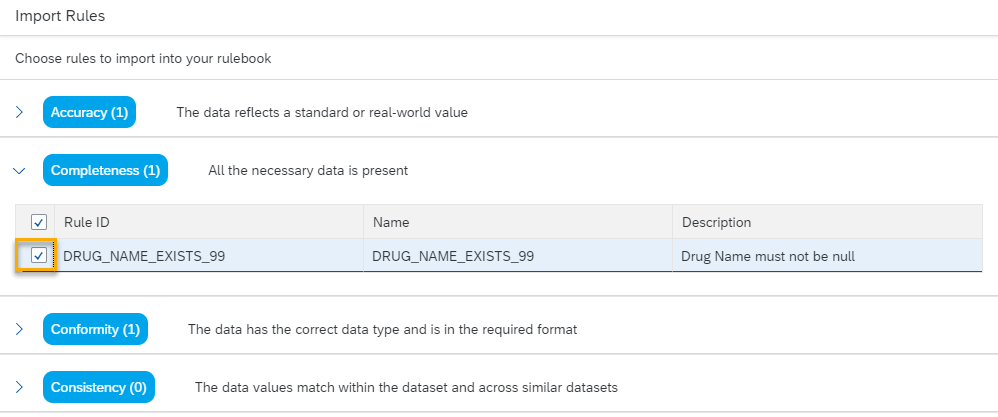 Import Rules
Choose rules to import into your rulebook
Accuracy (1) The data reflects a standard or real-world value
Completeness (1) All the necessary data is present
Rule ID Name Description
DRUG_NAME_EXISTS_99 DRUG_NAME_EXISTS_99 Drug Name must not be null
Conformity (1) The data has the correct data type and is in the required format
Consistency (0) The data values match within the dataset and across similar datasets